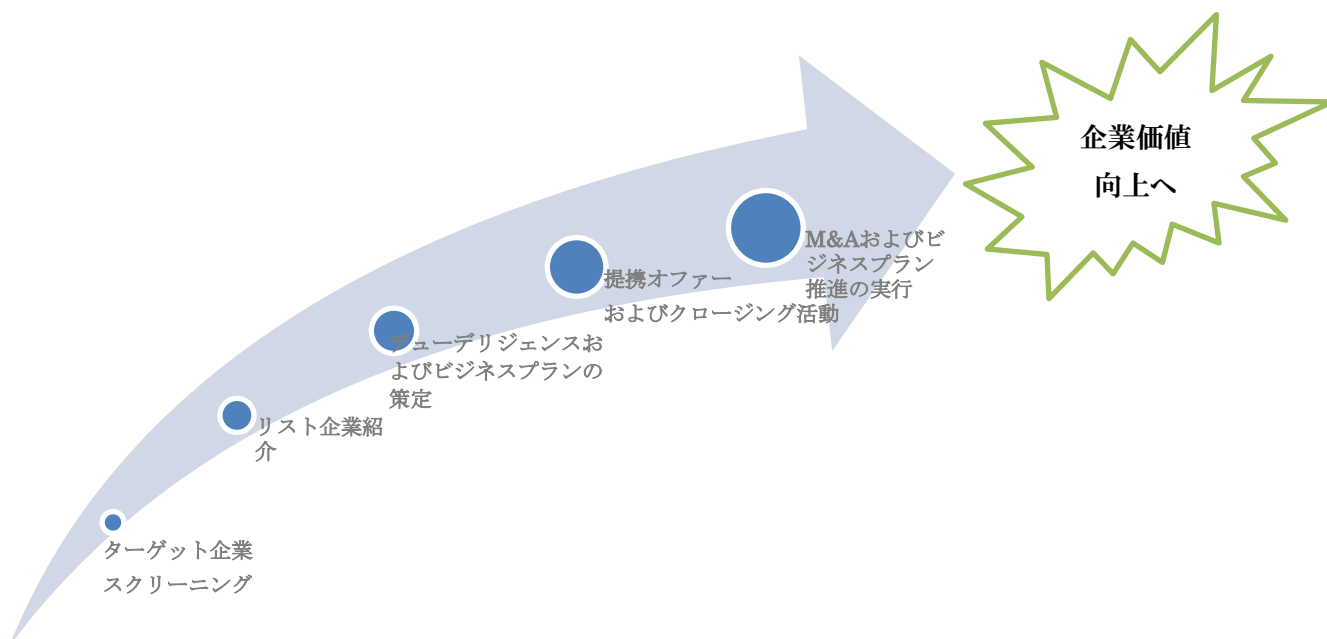 企業価値
向上へ
M&Aおよびビ
ジネスプラン
推進の実行
提携オファー
およびクロージング活動
デューデリジェンスお
よびビジネスプランの
策定
リスト企業紹
介
ターゲット企業
スクリーニング